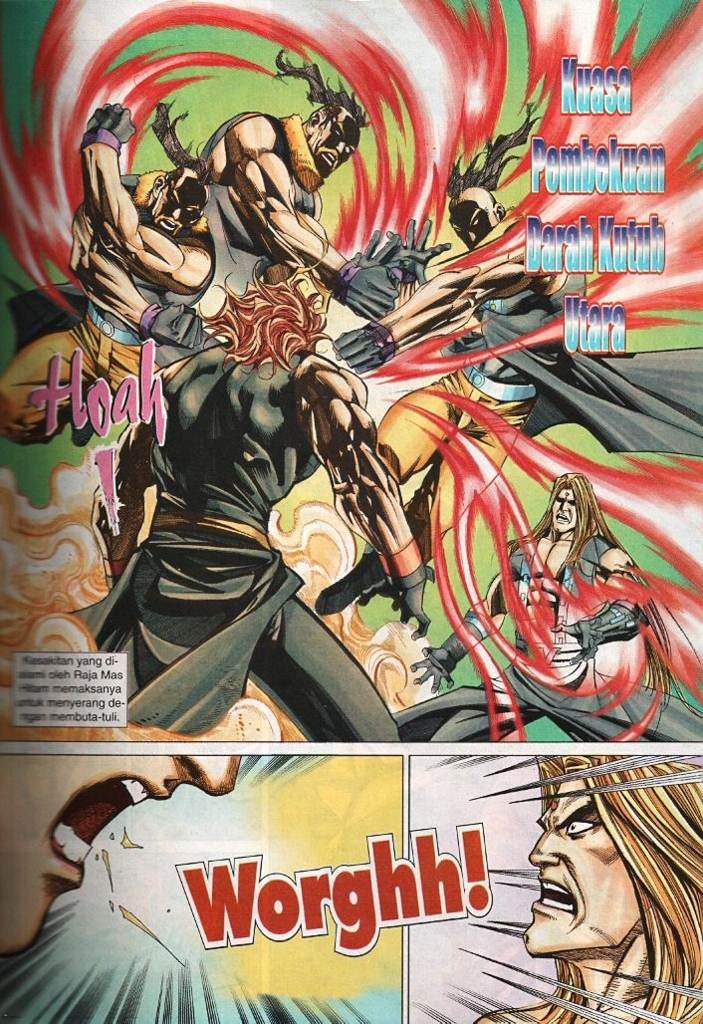 Kuasa
Pembekuan
Darah Kutub
Utara
Hoah
!
Kesakitan yang di-
alami oleh Raja Mas
Hitam memaksanya
untuk menyerang de-
ngan membuta-tuli.
Worghh!